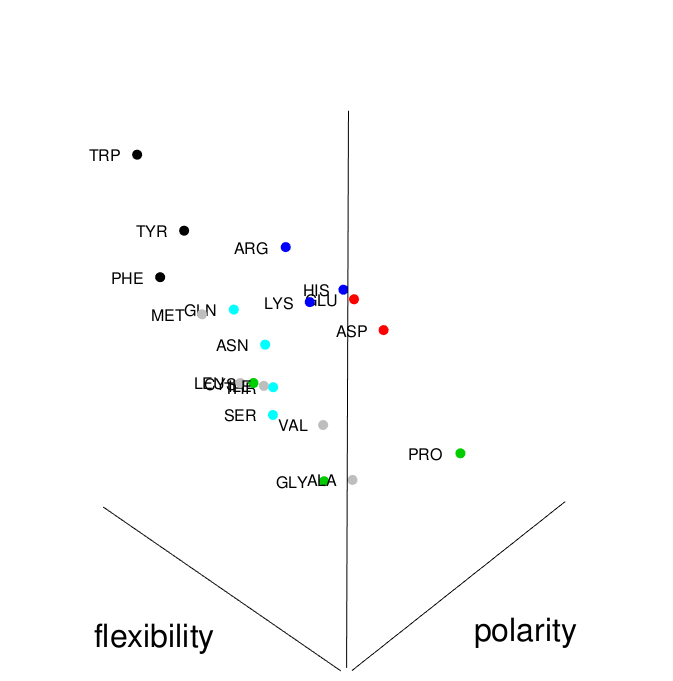 TRP
TYR
ARG
PHE
HIS
GLU
LYS
GLN
MET
ASP
ASN
SER
VAL
PRO
GLY
ALA
flexibility
polarity